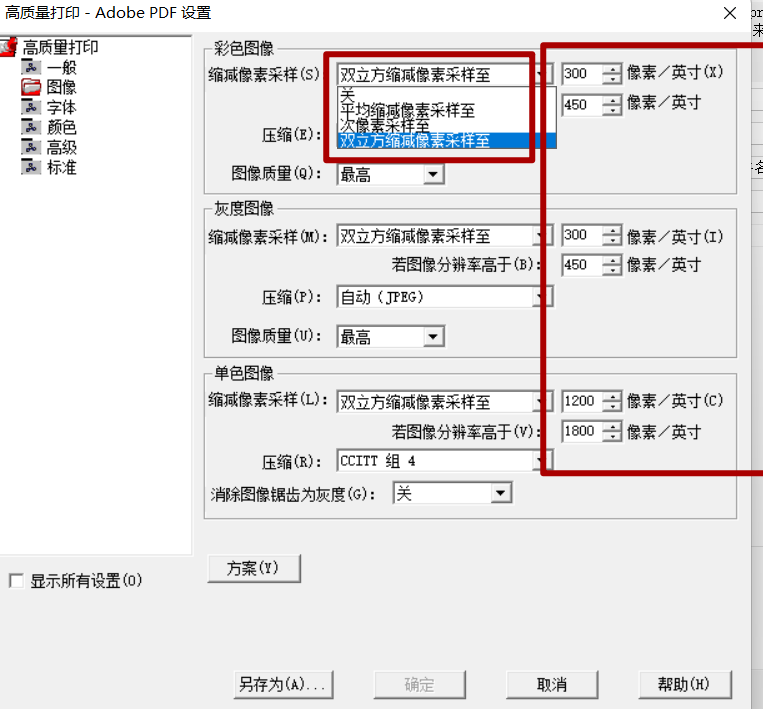 高质量打印 - Adobe PDF 设置
高质量打印
一般
图像
字体
颜色
高级
标准
彩色图像
缩减像素采样(S) 双立方缩减像素采样至 300 像素／英寸(X)
关
平均缩减像素采样至 450 像素／英寸
次像素采样至
压缩(E):
双立方缩减像素采样至
图像质量(Q): 最高
灰度图像
缩减像素采样(M): 双立方缩减像素采样至 300 像素／英寸(I)
若图像分辨率高于(B): 450 像素／英寸
压缩(P): 自动 (JPEG)
图像质量(U): 最高
单色图像
缩减像素采样(L): 双立方缩减像素采样至 1200 像素／英寸(C)
若图像分辨率高于(V): 1800 像素／英寸
压缩(R): CCITT 组 4
消除图像锯齿为灰度(G): 关
显示所有设置(O)
方案(Y)
另存为(A)...
确定
取消
帮助(H)